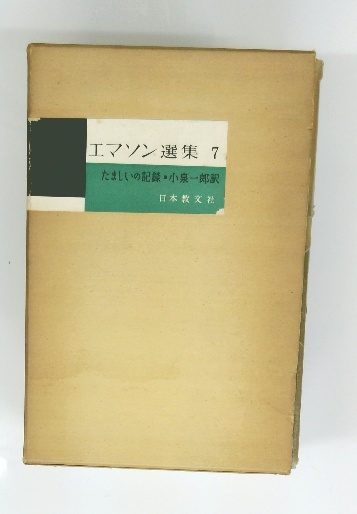 エマソン選集 7
たましいの記録・小泉一郎訳
日本教文社